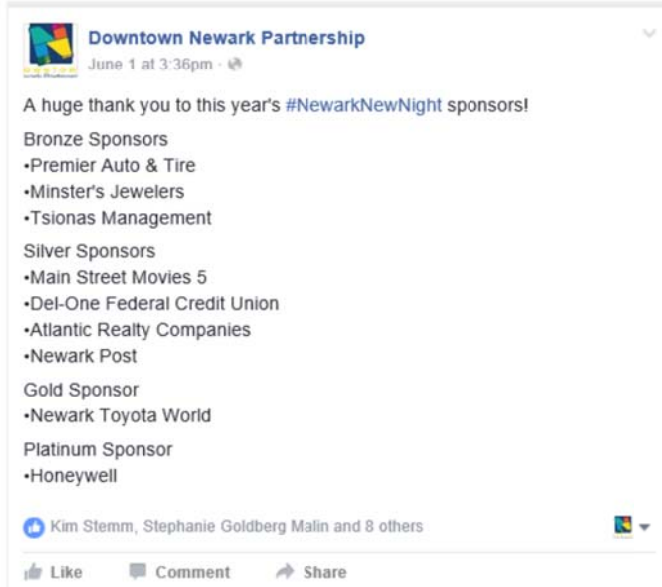 Downtown Newark Partnership
June 1 at 3:36pm ·
A huge thank you to this year's #NewarkNewNight sponsors!
Bronze Sponsors
•Premier Auto & Tire
•Minster's Jewelers
•Tsionas Management
Silver Sponsors
•Main Street Movies 5
•Del-One Federal Credit Union
•Atlantic Realty Companies
•Newark Post
Gold Sponsor
•Newark Toyota World
Platinum Sponsor
•Honeywell
Kim Stemm, Stephanie Goldberg Malin and 8 others
Like Comment Share